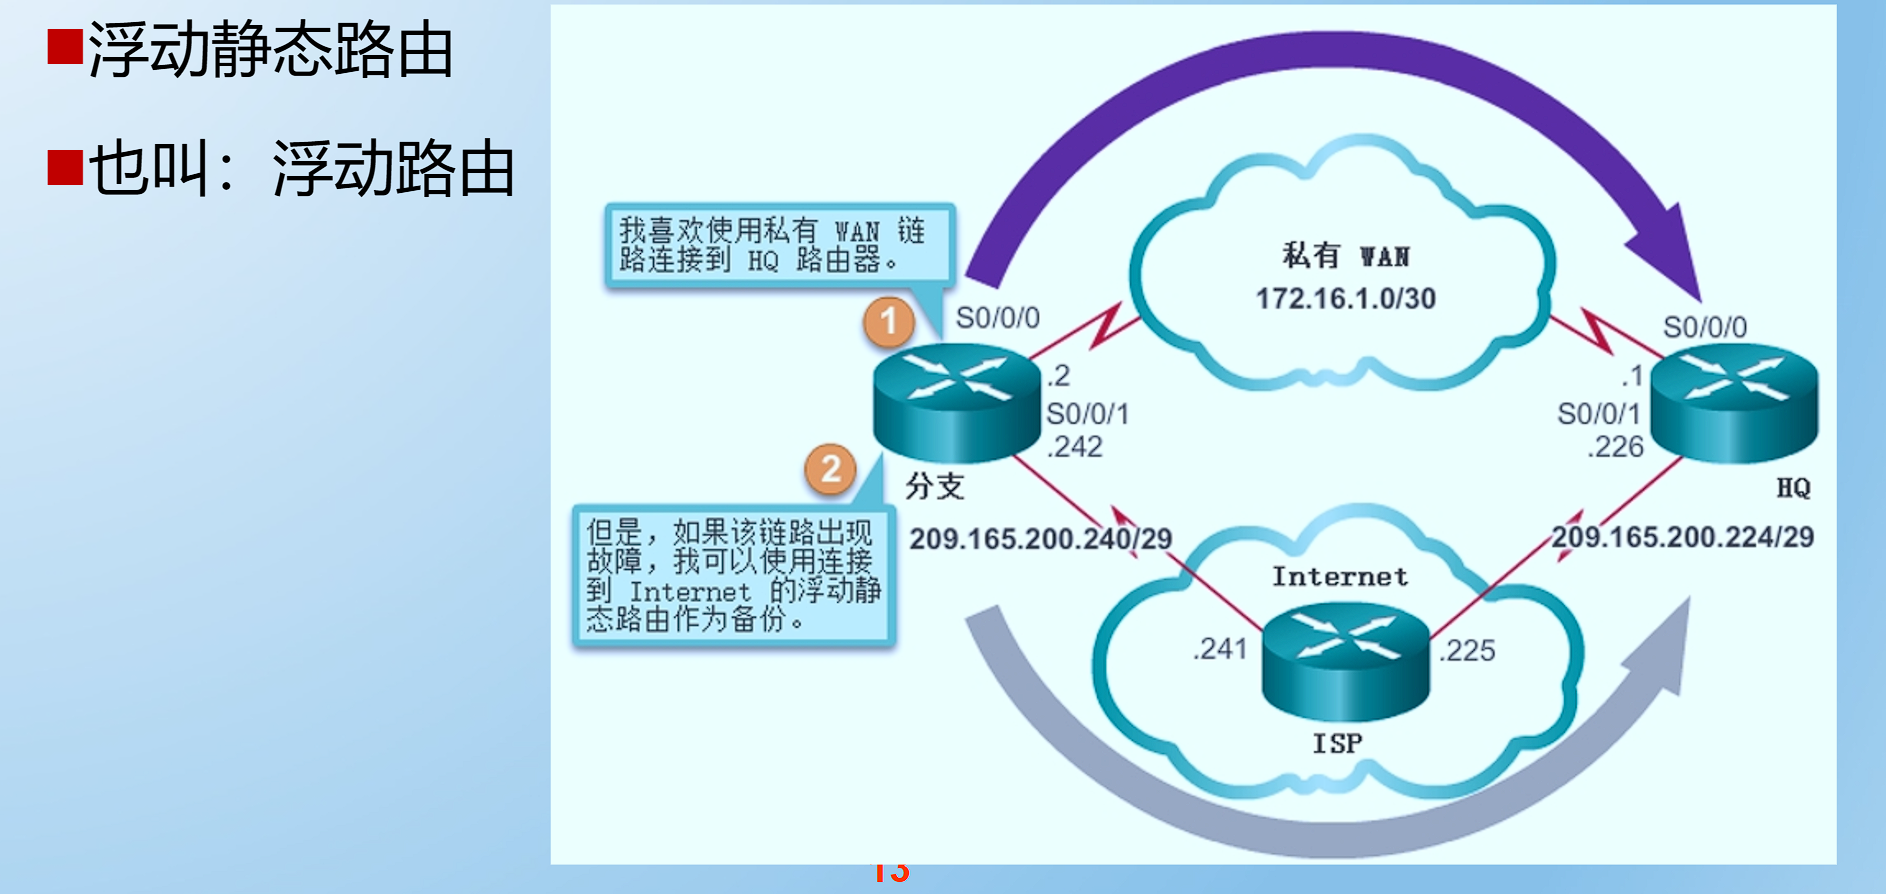 浮动静态路由
也叫：浮动路由
我喜欢使用私有 WAN 链
路连接到 HQ 路由器。
1
S0/0/0
私有 WAN
172.16.1.0/30
S0/0/0
.2
S0/0/1
.242
.1
S0/0/1
.226
2
分支
HQ
但是，如果该链路出现
故障，我可以使用连接
到 Internet 的浮动静
态路由作为备份。
209.165.200.240/29
209.165.200.224/29
Internet
.241
.225
ISP
13